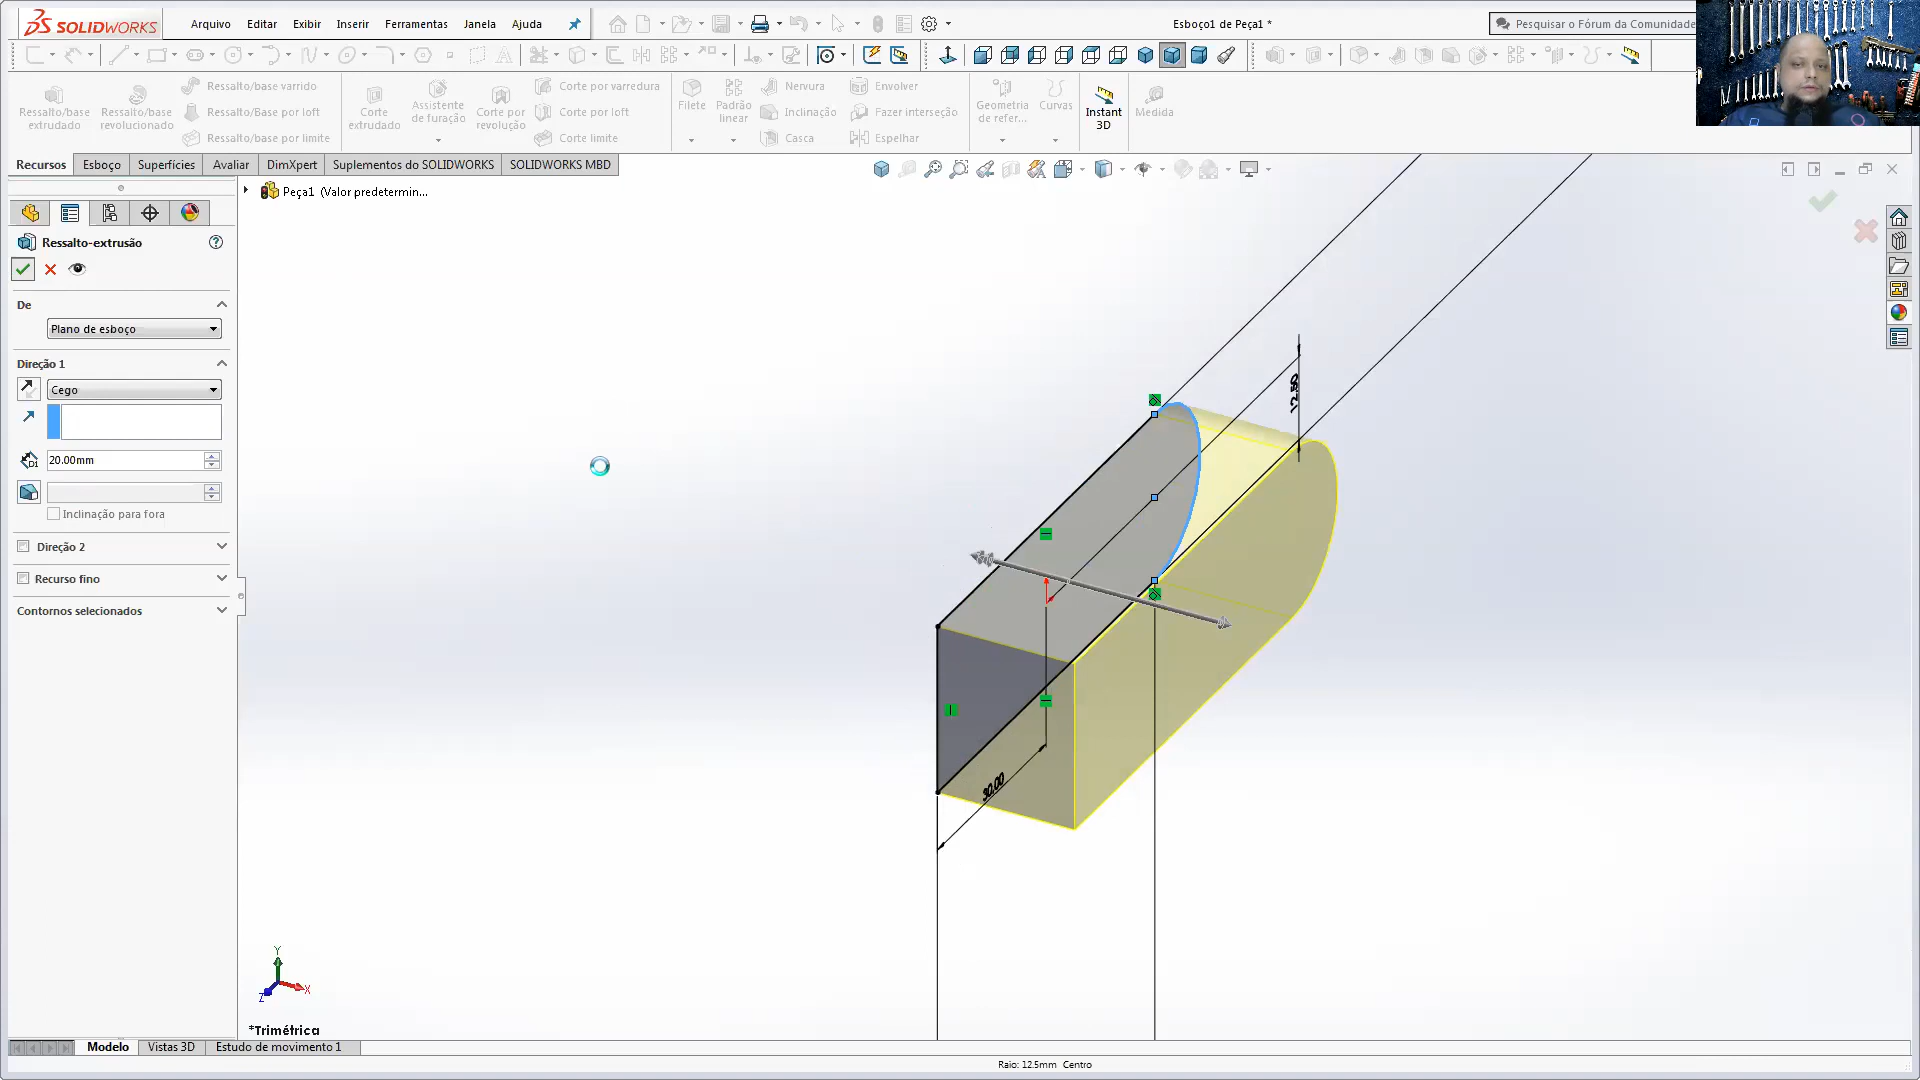 SOLIDWORKS
Arquivo Editar Exibir Inserir Ferramentas Janela Ajuda
Esboço1 de Peça1 *
Pesquisar o Fórum da Comunidade
Ressalto/base extrudado
Ressalto/base revolucionado
Ressalto/base varrido
Ressalto/base por loft
Ressalto/base por limite
Corte extrudado
Assistente de furação
Corte por revolução
Corte por varredura
Corte por loft
Corte limite
Filete
Padrão linear
Nervura
Inclinação
Casca
Envolver
Fazer interseção
Espelhar
Geometria de refer...
Curvas
Instant 3D
Medida
Recursos Esboço Superfícies Avaliar DimXpert Suplementos do SOLIDWORKS SOLIDWORKS MBD
Peça1 (Valor predetermin...
Ressalto-extrusão
De
Plano de esboço
Direção 1
Cego
D1
20.00mm
Inclinação para fora
Direção 2
Recurso fino
Contornos selecionados
12.50
30.00
Y
X
Z
*Trimétrica
Modelo Vistas 3D Estudo de movimento 1
Raio: 12.5mm Centro